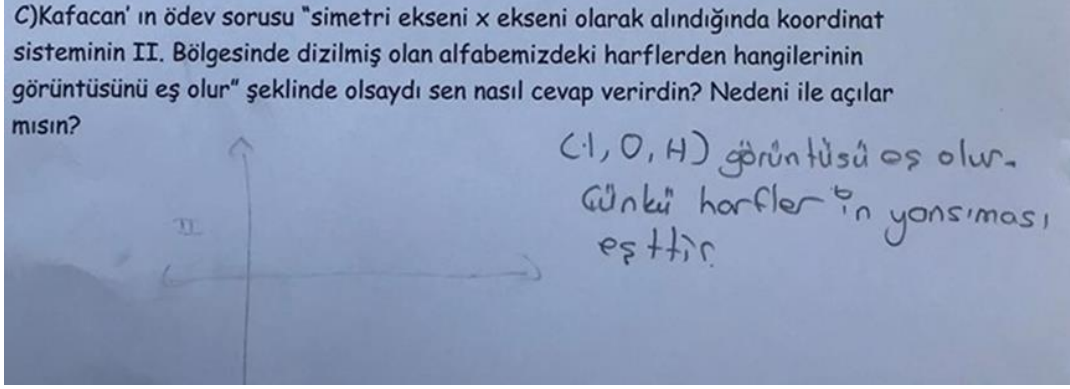 C)Kafacan' ın ödev sorusu "simetri ekseni x ekseni olarak alındığında koordinat
sisteminin II. Bölgesinde dizilmiş olan alfabemizdeki harflerden hangilerinin
görüntüsünü eş olur" şeklinde olsaydı sen nasıl cevap verirdin? Nedeni ile açılar
mısın?
(I, O, H) görüntüsü eş olur.
Çünkü harfler in yansıması
eşttir.
II